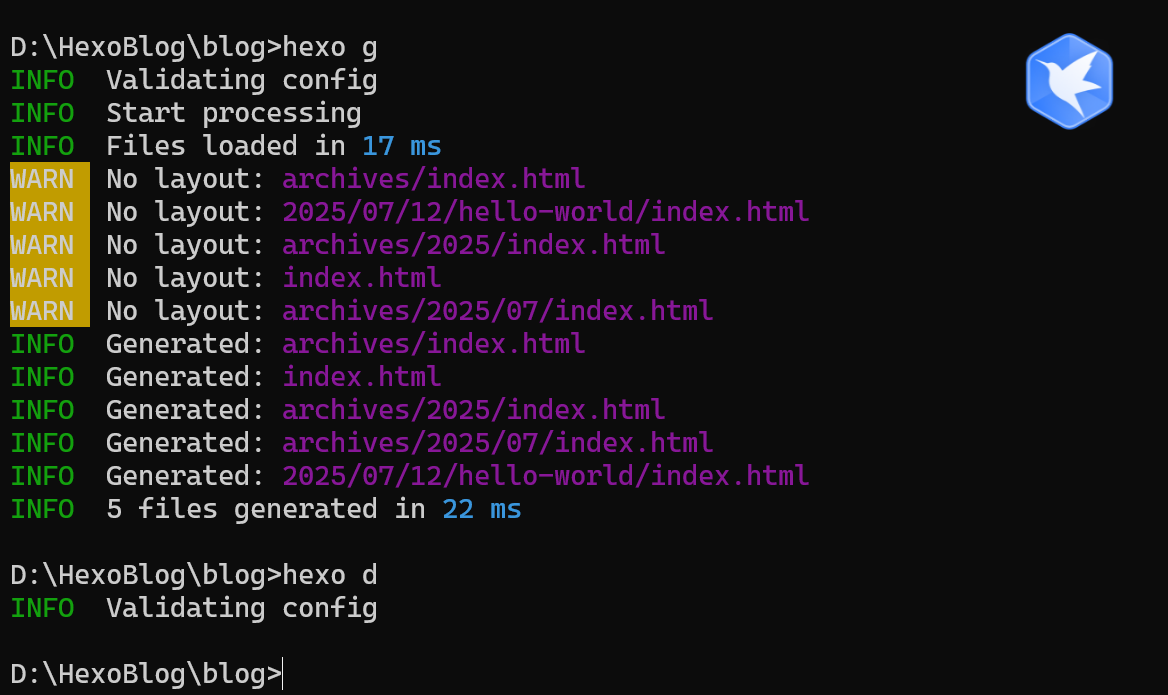 D:\HexoBlog\blog>hexo g
INFO  Validating config
INFO  Start processing
INFO  Files loaded in 17 ms
WARN  No layout: archives/index.html
WARN  No layout: 2025/07/12/hello-world/index.html
WARN  No layout: archives/2025/index.html
WARN  No layout: index.html
WARN  No layout: archives/2025/07/index.html
INFO  Generated: archives/index.html
INFO  Generated: index.html
INFO  Generated: archives/2025/index.html
INFO  Generated: archives/2025/07/index.html
INFO  Generated: 2025/07/12/hello-world/index.html
INFO  5 files generated in 22 ms
D:\HexoBlog\blog>hexo d
INFO  Validating config
D:\HexoBlog\blog>